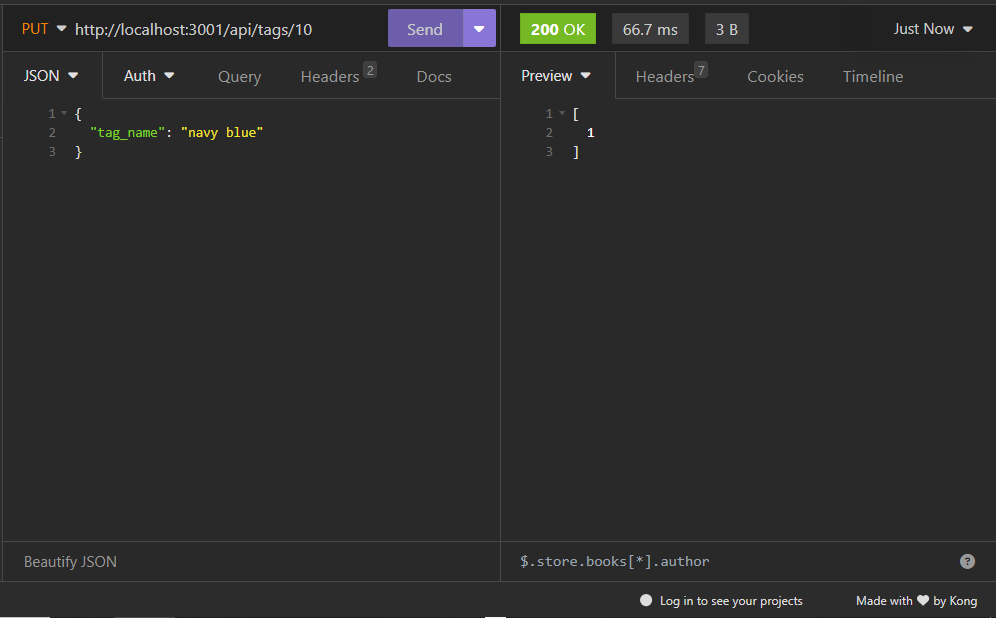 PUT http://localhost:3001/api/tags/10 Send
200 OK 66.7 ms 3 B Just Now
JSON Auth Query Headers 2 Docs
Preview Headers 7 Cookies Timeline
1 {
2 "tag_name": "navy blue"
3 }
1 [
2 1
3 ]
Beautify JSON
$.store.books[*].author ?
Log in to see your projects Made with ❤ by Kong